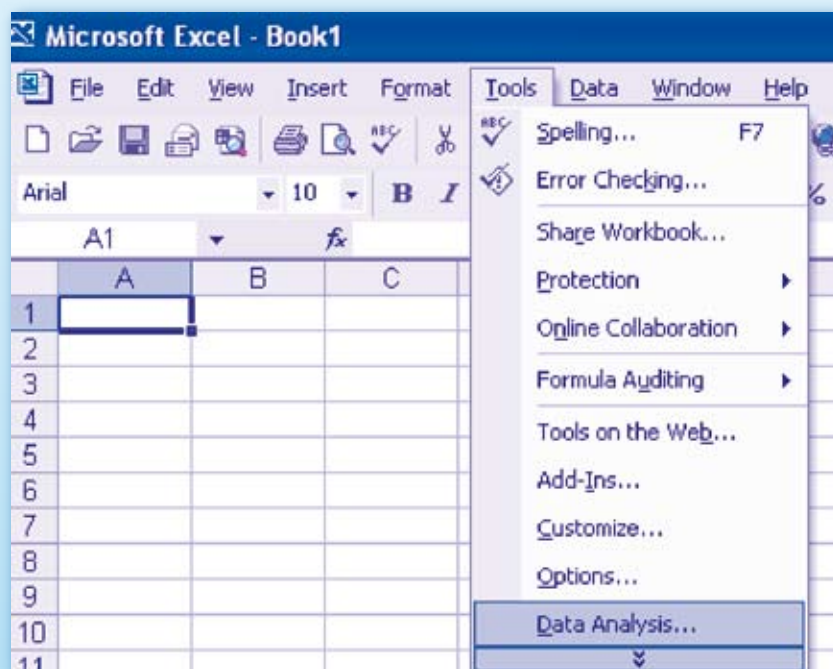 Microsoft Excel - Book1
File Edit View Insert Format Tools Data Window Help
ABC ABC Spelling... F7
Arial 10 B I Error Checking... %
A1 fx Share Workbook...
A B C Protection
1
2 Online Collaboration
3 Formula Auditing
4 Tools on the Web...
5
6 Add-Ins...
7 Customize...
8 Options...
9
10 Data Analysis...
11